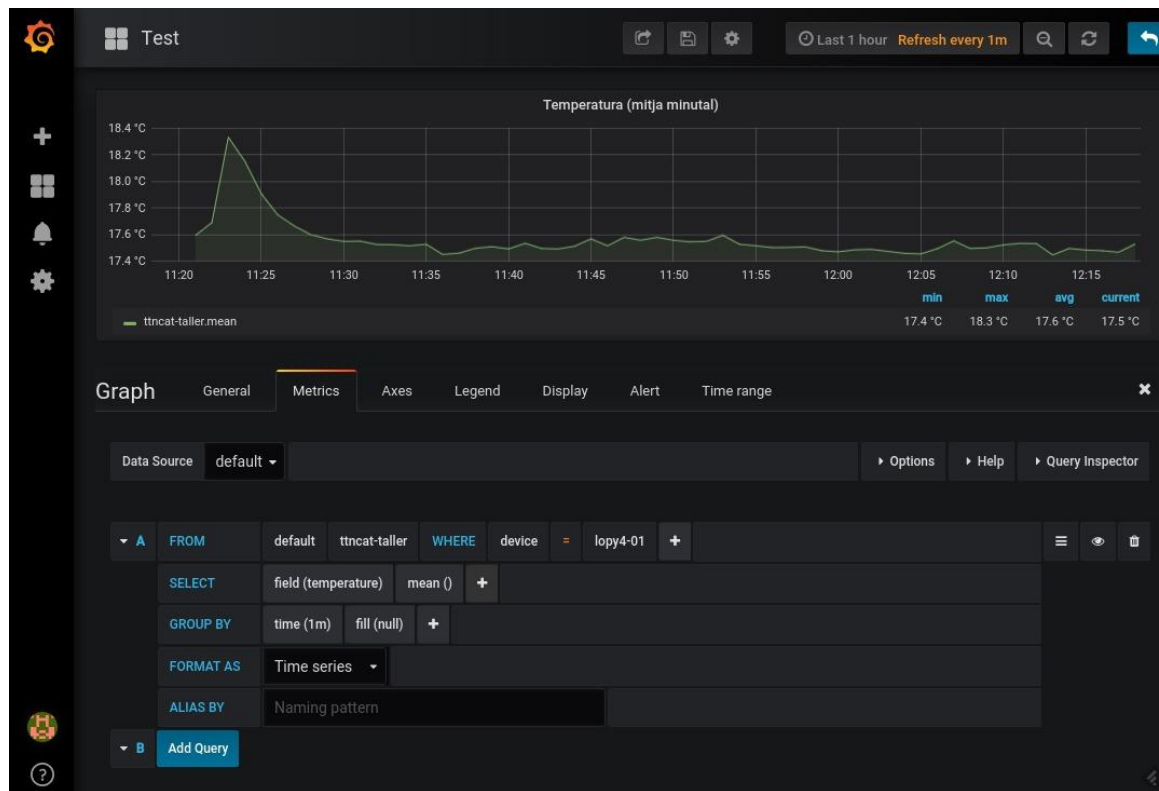 Test
Last 1 hour Refresh every 1m
Temperatura (mitja minutal)
18.4 °C
18.2 °C
18.0 °C
17.8 °C
17.6 °C
17.4 °C
11:20 11:25 11:30 11:35 11:40 11:45 11:50 11:55 12:00 12:05 12:10 12:15
min max avg current
ttncat-taller.mean 17.4 °C 18.3 °C 17.6 °C 17.5 °C
Graph General Metrics Axes Legend Display Alert Time range
Data Source default Options Help Query Inspector
A FROM default ttncat-taller WHERE device = lopy4-01 +
SELECT field (temperature) mean () +
GROUP BY time (1m) fill (null) +
FORMAT AS Time series
ALIAS BY Naming pattern
B Add Query